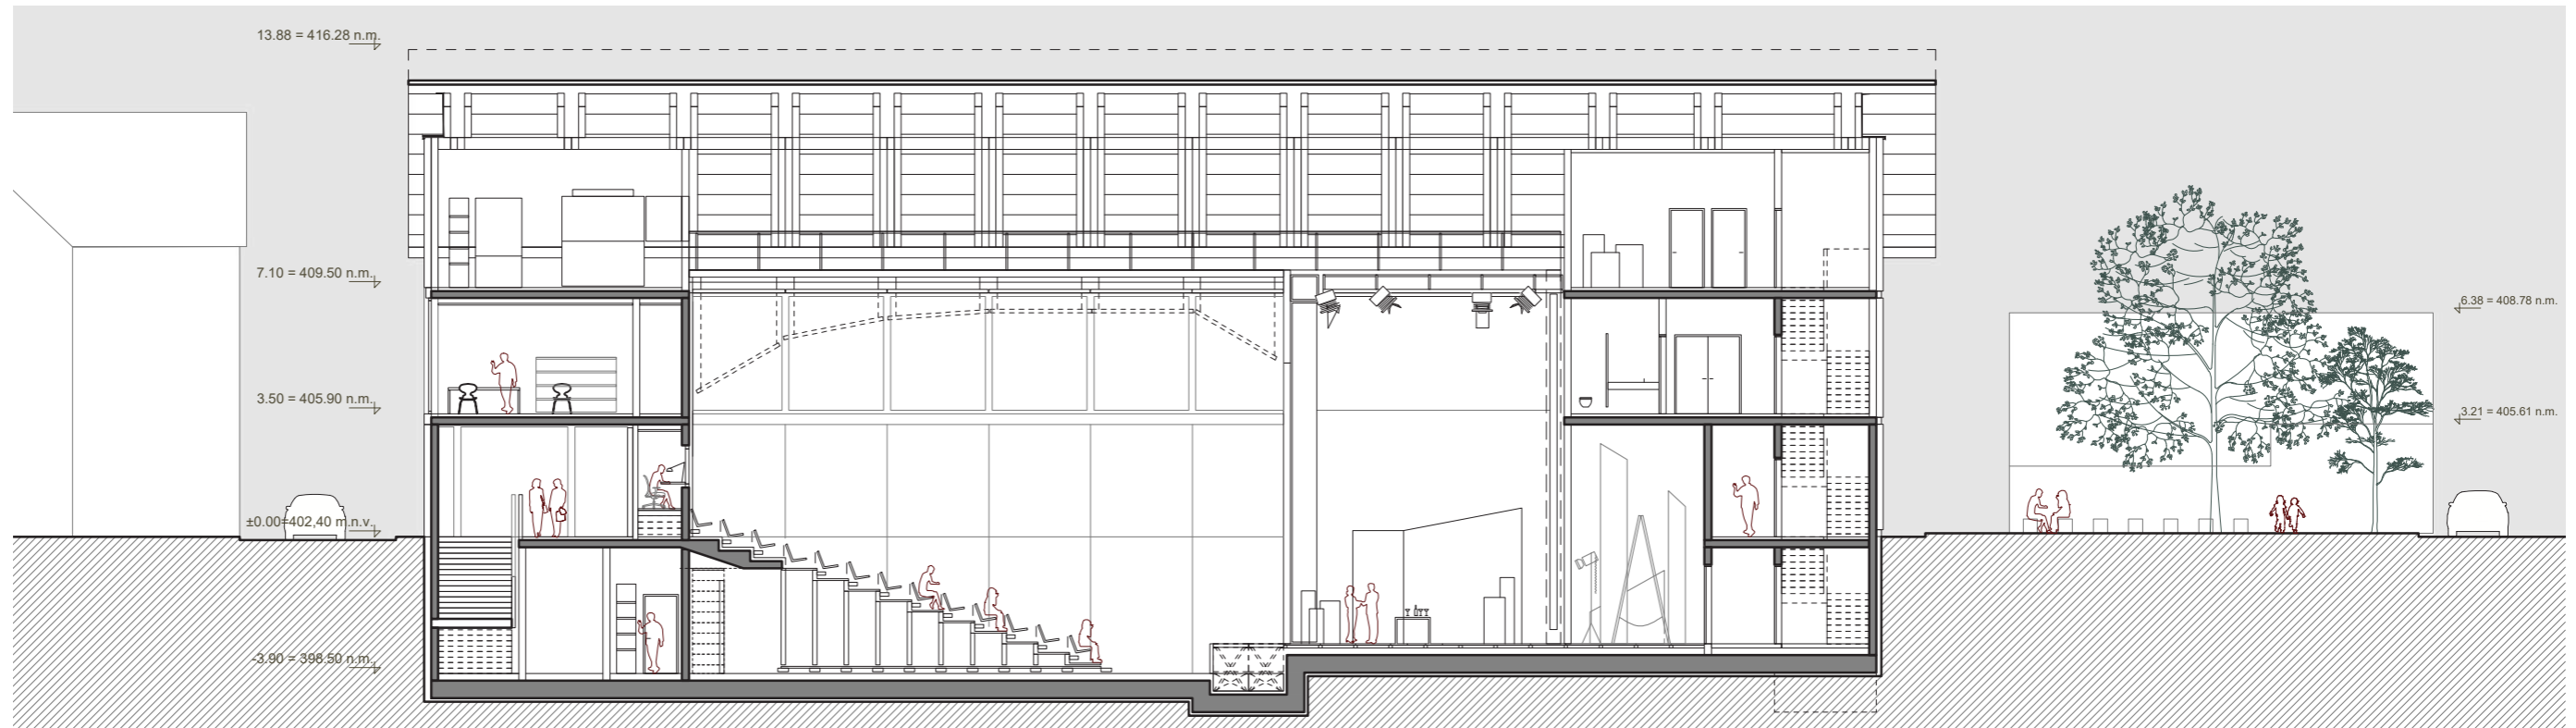 13.88 = 416.28 n.m.
7.10 = 409.50 n.m.
6.38 = 408.78 n.m.
3.50 = 405.90 n.m.
3.21 = 405.61 n.m.
±0.00=402,40 m.n.v.
-3.90 = 398.50 n.m.